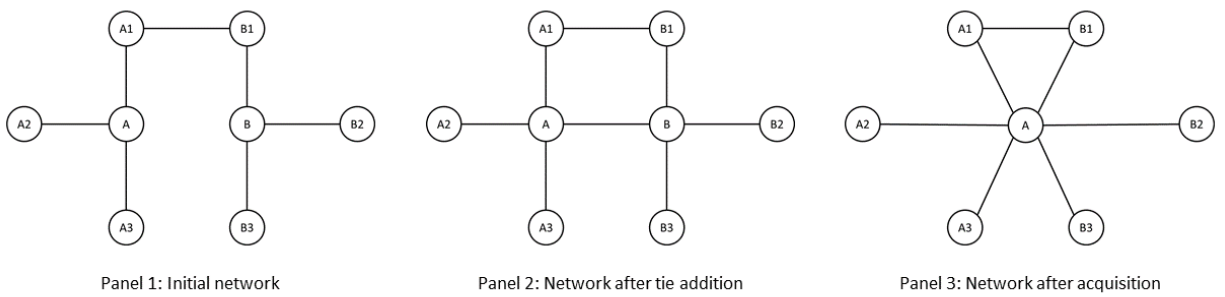 A1 B1
A2 A B B2
A3 B3
Panel 1: Initial network
A1 B1
A2 A B B2
A3 B3
Panel 2: Network after tie addition
A1 B1
A2 A B2
A3 B3
Panel 3: Network after acquisition